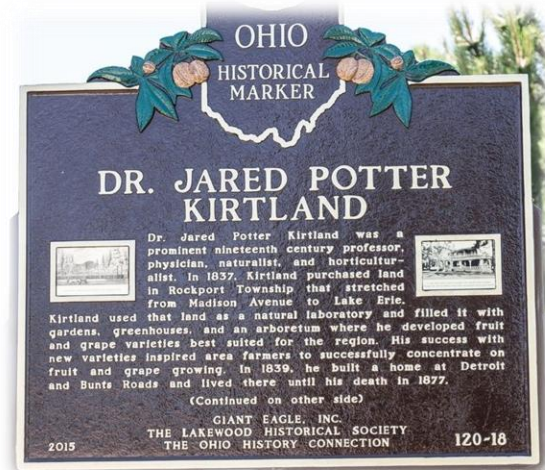 OHIO
HISTORICAL
MARKER
DR. JARED POTTER
KIRTLAND
Dr. Jared Potter Kirtland was a
prominent nineteenth century professor,
physician, naturalist, and horticultur-
alist. In 1837, Kirtland purchased land
in Rockport Township that stretched
from Madison Avenue to Lake Erie.
Kirtland used that land as a natural laboratory and filled it with
gardens, greenhouses, and an arboretum where he developed fruit
and grape varieties best suited for the region. His success with
new varieties inspired area farmers to successfully concentrate on
fruit and grape growing. In 1839, he built a home at Detroit
and Bunts Roads and lived there until his death in 1877.
(Continued on other side)
GIANT EAGLE, INC.
THE LAKEWOOD HISTORICAL SOCIETY
THE OHIO HISTORY CONNECTION
2015
120-18